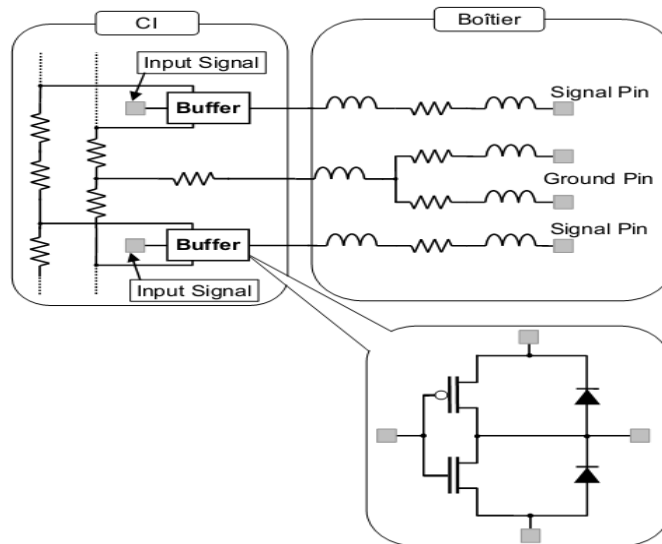 CI
Boîtier
Input Signal
Buffer
Signal Pin
Ground Pin
Signal Pin
Buffer
Input Signal